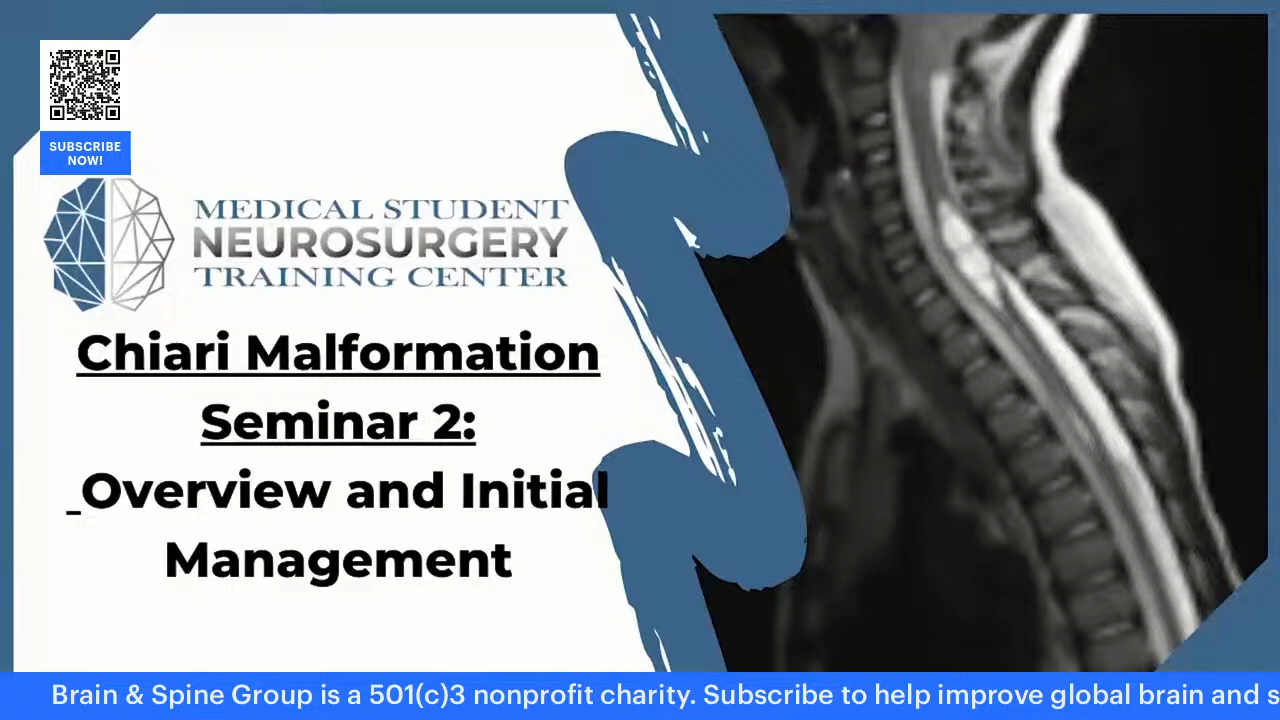 SUBSCRIBE
NOW!
MEDICAL STUDENT
NEUROSURGERY
TRAINING CENTER
Chiari Malformation
Seminar 2:
Overview and Initial
Management
Brain & Spine Group is a 501(c)3 nonprofit charity. Subscribe to help improve global brain and s